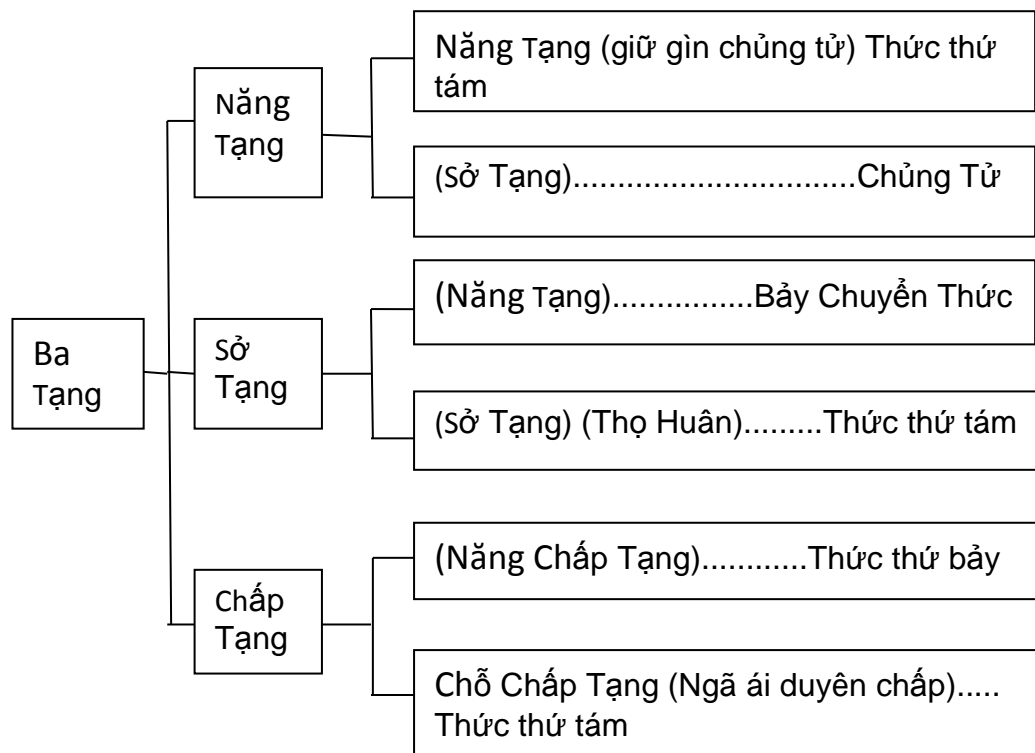 Ba
Tạng
Năng
Tạng
Năng Tạng (giữ gìn chủng tử) Thức thứ
tám
(Sở Tạng)................................Chủng Tử
Sở
Tạng
(Năng Tạng)................Bảy Chuyển Thức
(Sở Tạng) (Thọ Huân).........Thức thứ tám
Chấp
Tạng
(Năng Chấp Tạng)............Thức thứ bảy
Chỗ Chấp Tạng (Ngã ái duyên chấp).....
Thức thứ tám